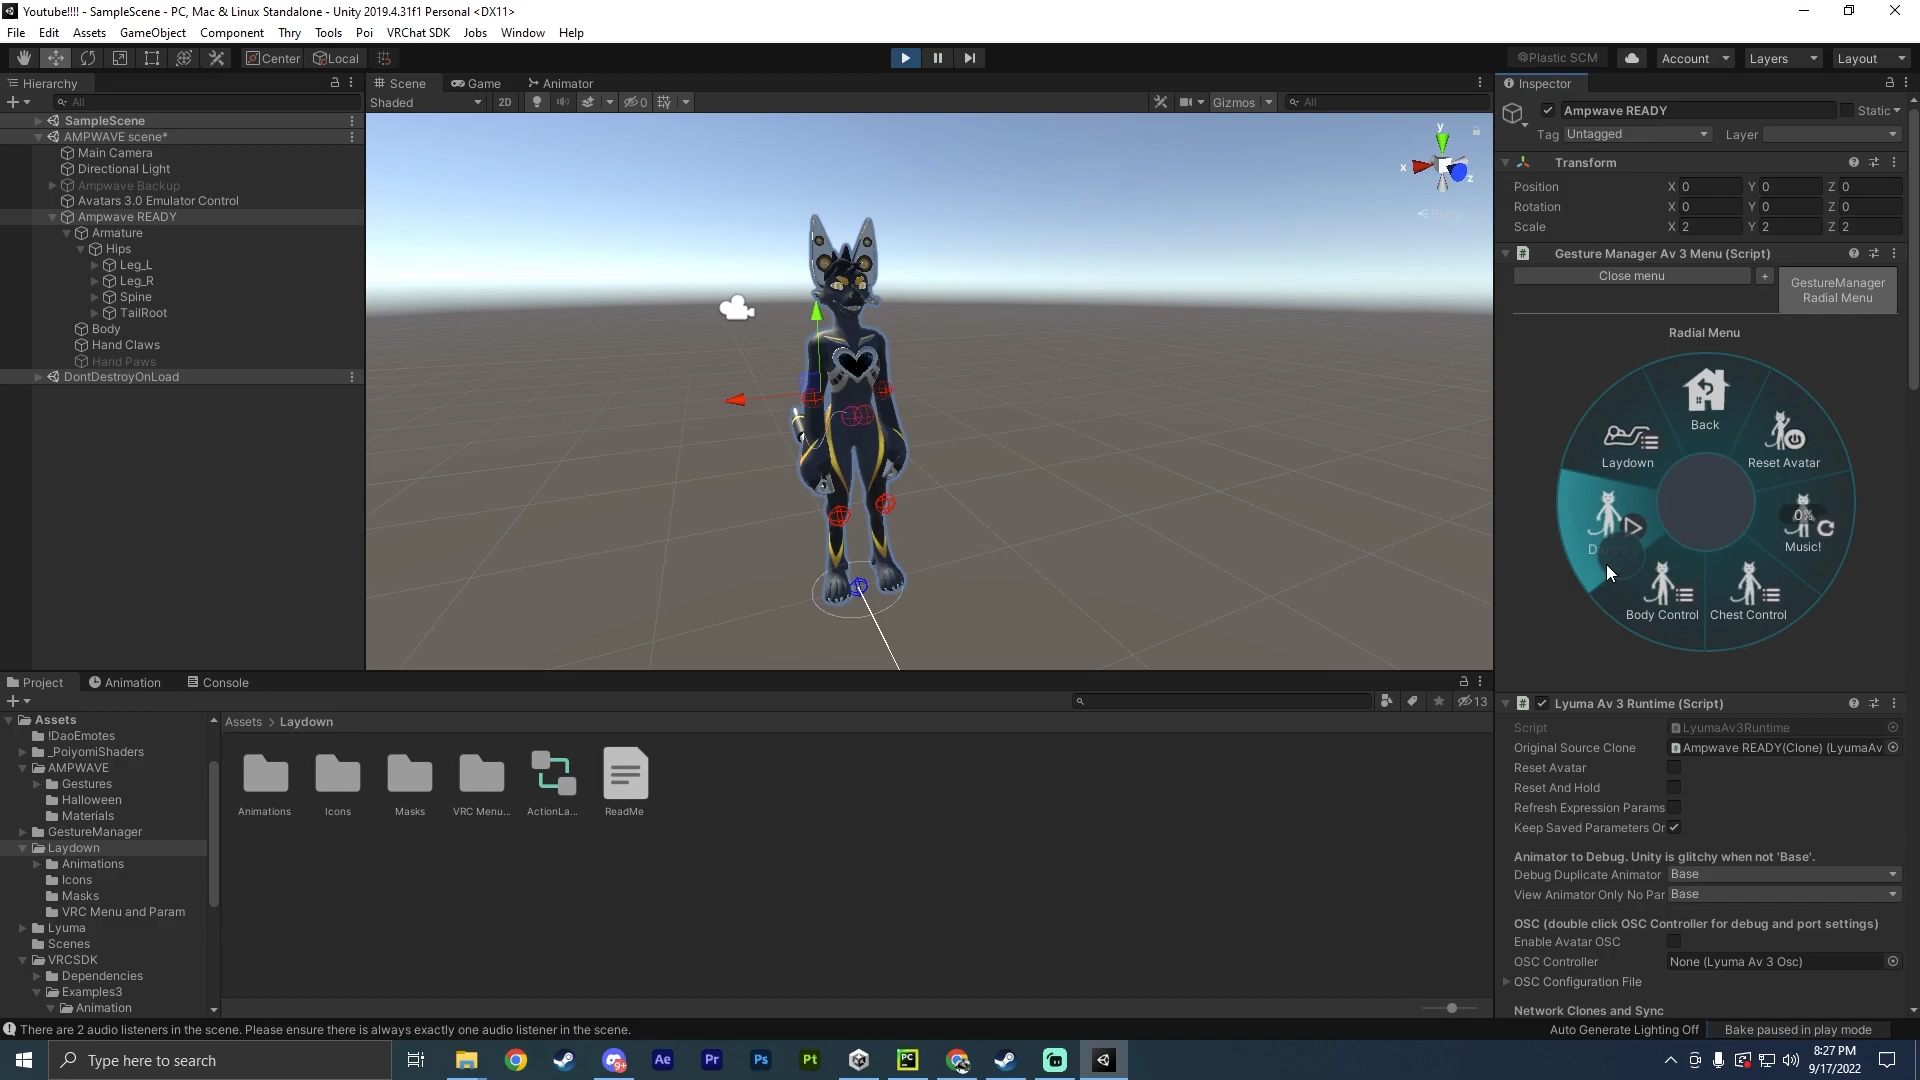 Youtube!!!! - SampleScene - PC, Mac & Linux Standalone - Unity 2019.4.31f1 Personal <DX11>
File Edit Assets GameObject Component Thry Tools Poi VRChat SDK Jobs Window Help
Center Local Plastic SCM Account Layers Layout
Hierarchy
All
SampleScene
AMPWAVE scene*
Main Camera
Directional Light
Ampwave Backup
Avatars 3.0 Emulator Control
Ampwave READY
Armature
Hips
Leg_L
Leg_R
Spine
TailRoot
Body
Hand Claws
Hand Paws
DontDestroyOnLoad
Scene Game Animator
Shaded 2D 0 Gizmos All
y
x
z
Persp
Inspector
Ampwave READY Static
Tag Untagged Layer
Transform
Position X 0 Y 0 Z 0
Rotation X 0 Y 0 Z 0
Scale X 2 Y 2 Z 2
Gesture Manager Av 3 Menu (Script)
Close menu + GestureManager
Radial Menu
Radial Menu
Back
Laydown Reset Avatar
0%
Music!
Body Control Chest Control
Lyuma Av 3 Runtime (Script)
Script LyumaAv3Runtime
Original Source Clone Ampwave READY(Clone) (LyumaAv
Reset Avatar
Reset And Hold
Refresh Expression Params
Keep Saved Parameters Or
Animator to Debug. Unity is glitchy when not 'Base'.
Debug Duplicate Animator Base
View Animator Only No Par Base
OSC (double click OSC Controller for debug and port settings)
Enable Avatar OSC
OSC Controller None (Lyuma Av 3 Osc)
OSC Configuration File
Network Clones and Sync
Project Animation Console
13
Assets
!DaoEmotes
_PoiyomiShaders
AMPWAVE
Gestures
Halloween
Materials
GestureManager
Laydown
Animations
Icons
Masks
VRC Menu and Param
Lyuma
Scenes
VRCSDK
Dependencies
Examples3
Animation
Assets > Laydown
Animations Icons Masks VRC Menu... ActionLa... ReadMe
There are 2 audio listeners in the scene. Please ensure there is always exactly one audio listener in the scene.
Auto Generate Lighting Off Bake paused in play mode
Type here to search
9+ Ae Pr Ps Pt PC
8:27 PM
9/17/2022